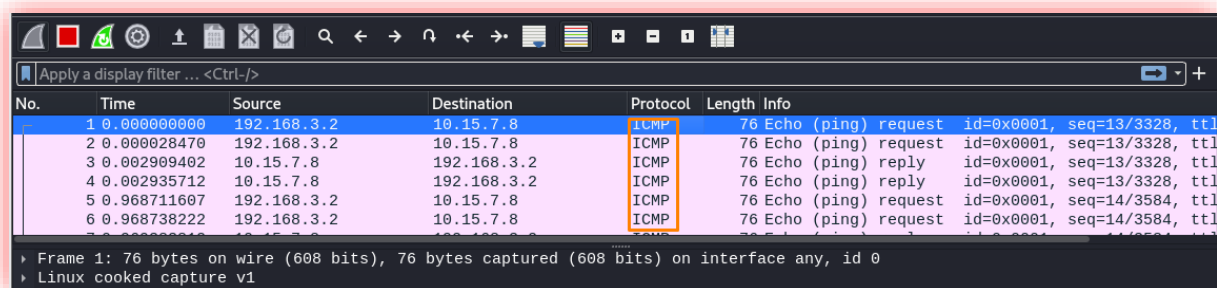 Apply a display filter ... <Ctrl-/>
No. Time Source Destination Protocol Length Info
1 0.000000000 192.168.3.2 10.15.7.8 ICMP 76 Echo (ping) request id=0x0001, seq=13/3328, ttl
2 0.000028470 192.168.3.2 10.15.7.8 ICMP 76 Echo (ping) request id=0x0001, seq=13/3328, ttl
3 0.002909402 10.15.7.8 192.168.3.2 ICMP 76 Echo (ping) reply id=0x0001, seq=13/3328, ttl
4 0.002935712 10.15.7.8 192.168.3.2 ICMP 76 Echo (ping) reply id=0x0001, seq=13/3328, ttl
5 0.968711607 192.168.3.2 10.15.7.8 ICMP 76 Echo (ping) request id=0x0001, seq=14/3584, ttl
6 0.968738222 192.168.3.2 10.15.7.8 ICMP 76 Echo (ping) request id=0x0001, seq=14/3584, ttl
Frame 1: 76 bytes on wire (608 bits), 76 bytes captured (608 bits) on interface any, id 0
Linux cooked capture v1